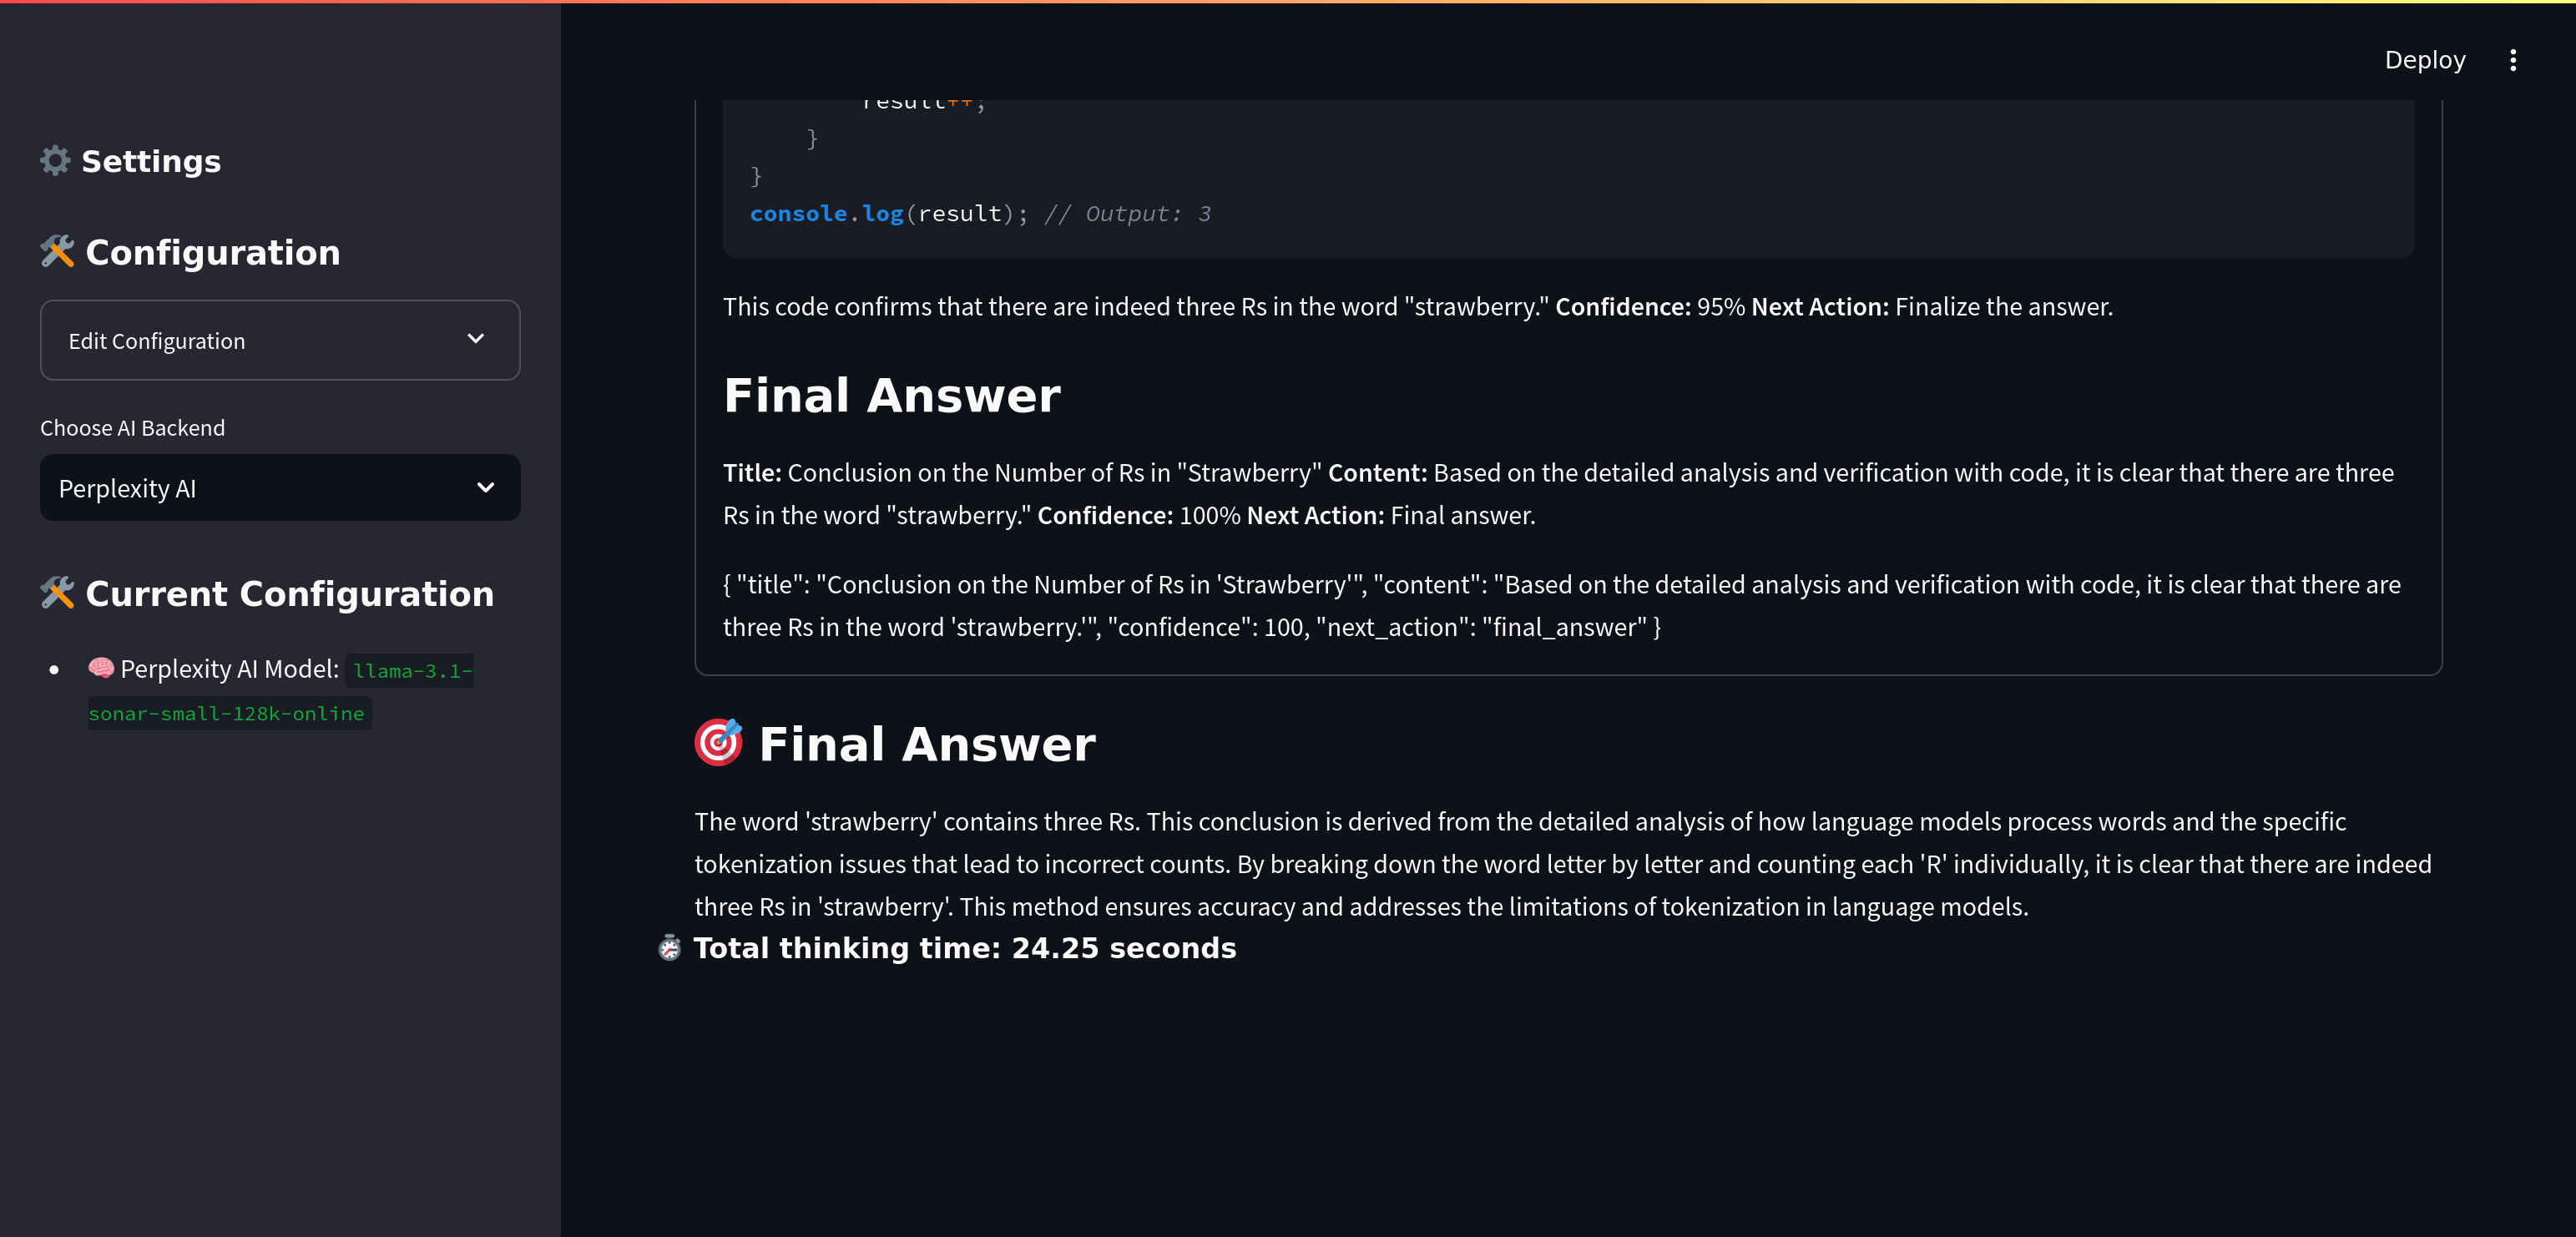 Deploy
Settings
Configuration
Edit Configuration
Choose AI Backend
Perplexity AI
Current Configuration
Perplexity AI Model: llama-3.1-
sonar-small-128k-online
result++;
}
}
console.log(result); // Output: 3
This code confirms that there are indeed three Rs in the word "strawberry." Confidence: 95% Next Action: Finalize the answer.
Final Answer
Title: Conclusion on the Number of Rs in "Strawberry" Content: Based on the detailed analysis and verification with code, it is clear that there are three
Rs in the word "strawberry." Confidence: 100% Next Action: Final answer.
{ "title": "Conclusion on the Number of Rs in 'Strawberry'", "content": "Based on the detailed analysis and verification with code, it is clear that there are
three Rs in the word 'strawberry.'", "confidence": 100, "next_action": "final_answer" }
Final Answer
The word 'strawberry' contains three Rs. This conclusion is derived from the detailed analysis of how language models process words and the specific
tokenization issues that lead to incorrect counts. By breaking down the word letter by letter and counting each 'R' individually, it is clear that there are indeed
three Rs in 'strawberry'. This method ensures accuracy and addresses the limitations of tokenization in language models.
Total thinking time: 24.25 seconds